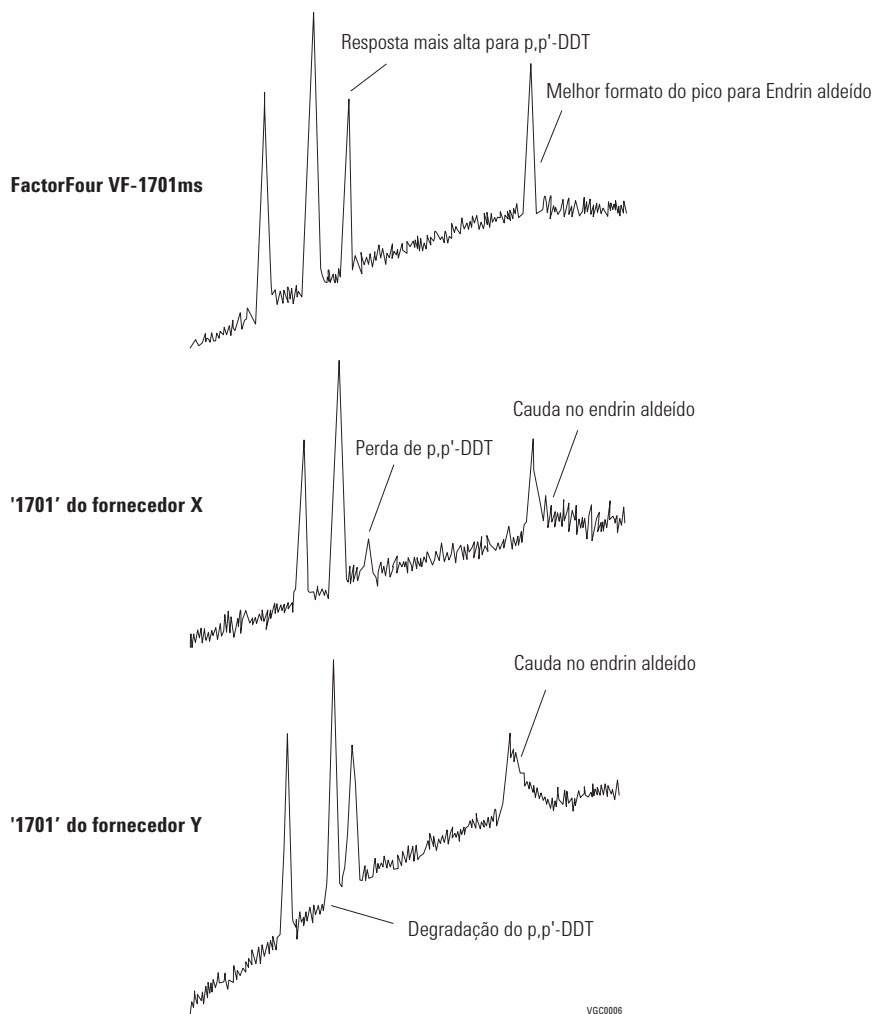 Resposta mais alta para p,p'-DDT
Melhor formato do pico para Endrin aldeído
FactorFour VF-1701ms
Cauda no endrin aldeído
Perda de p,p'-DDT
'1701’ do fornecedor X
Cauda no endrin aldeído
'1701’ do fornecedor Y
Degradação do p,p'-DDT
VGC0006